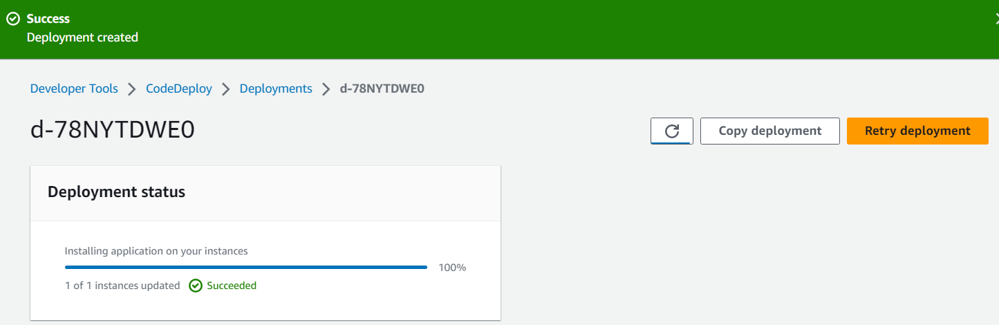 Success
Deployment created
Developer Tools > CodeDeploy > Deployments > d-78NYTDWE0
d-78NYTDWE0
Copy deployment
Retry deployment
Deployment status
Installing application on your instances
100%
1 of 1 instances updated Succeeded